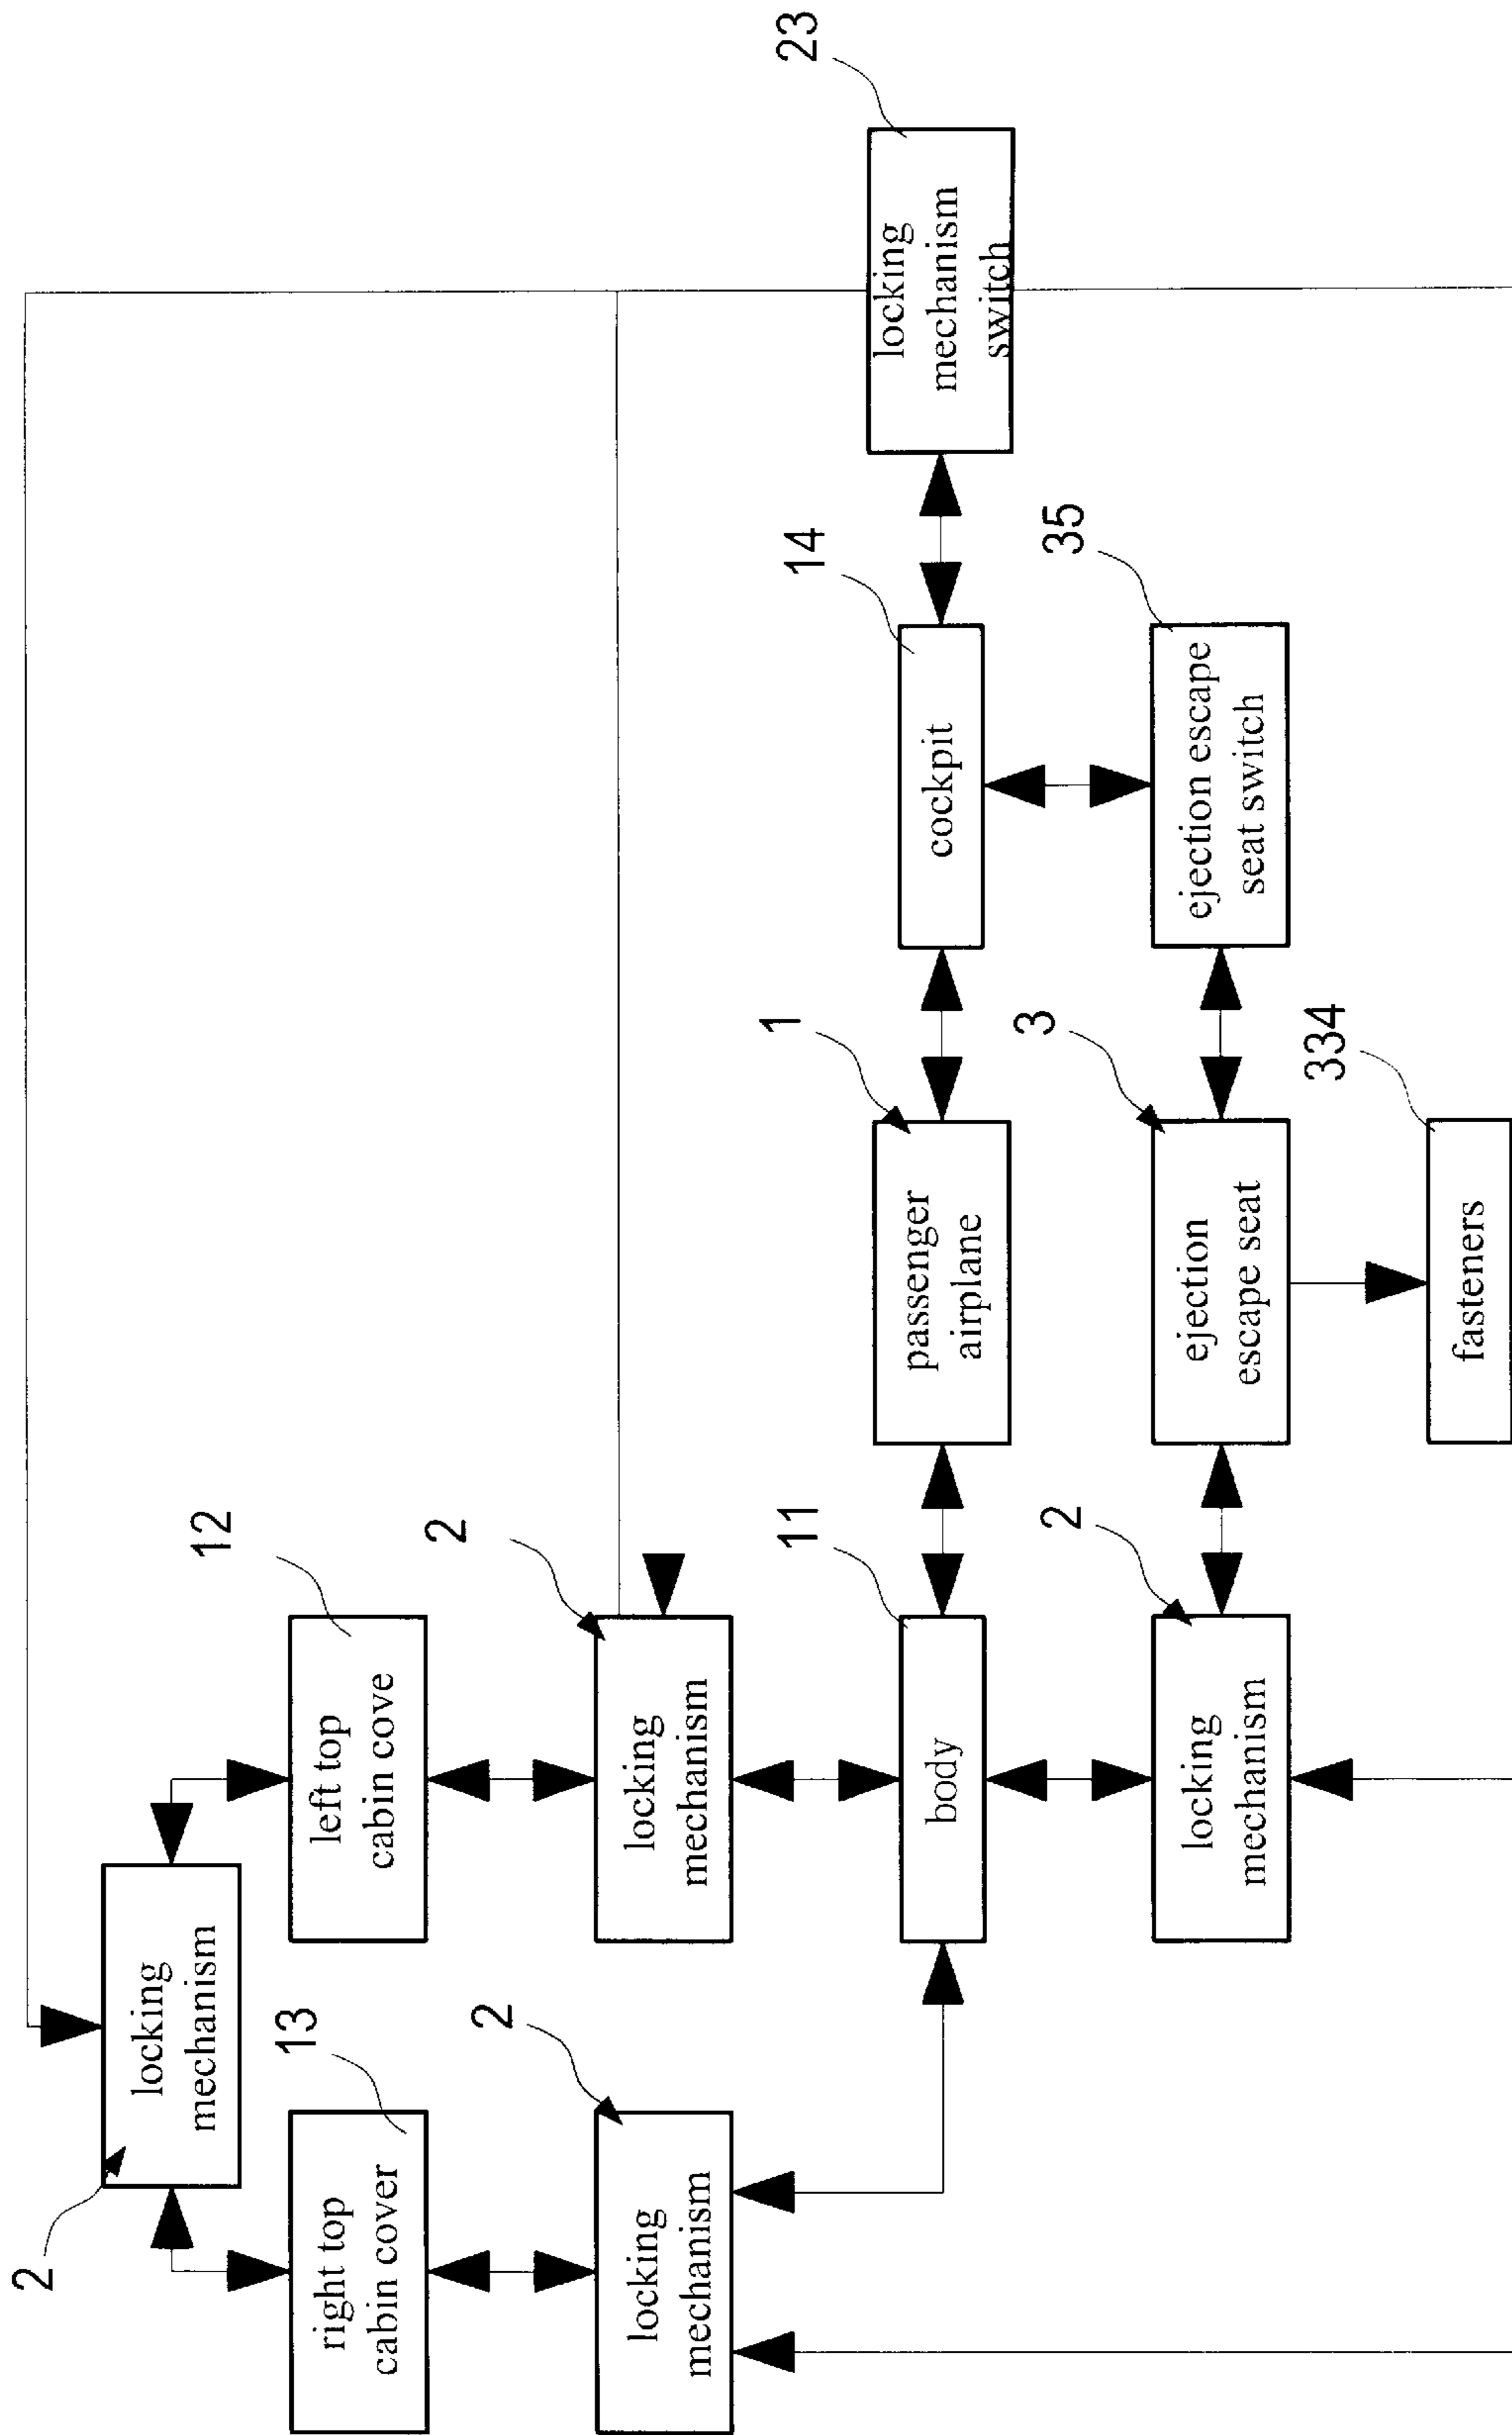 2
locking
mechanism
12
left top
cabin cove
13
right top
cabin cover
2
locking
mechanism
2
locking
mechanism
11
body
1
passenger
airplane
14
cockpit
23
locking
mechanism
switch
2
locking
mechanism
3
ejection
escape seat
35
ejection escape
seat switch
334
fasteners